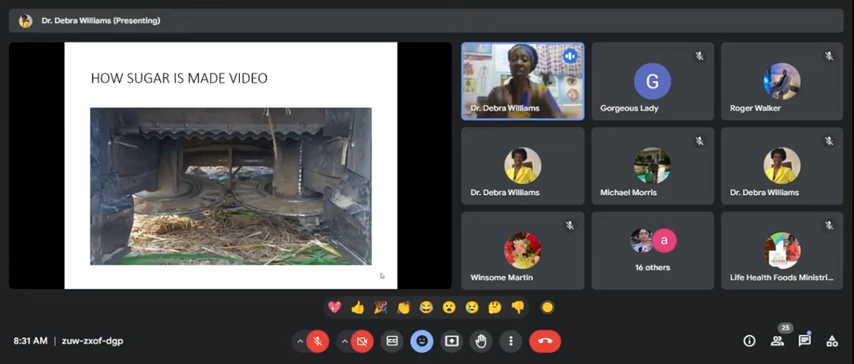 Dr. Debra Williams (Presenting)
HOW SUGAR IS MADE VIDEO
Dr. Debra Williams
G
Gorgeous Lady
Roger Walker
Dr. Debra Williams
Michael Morris
Dr. Debra Williams
Winsome Martin
a
16 others
Life Health Foods Ministri...
8:31 AM | zuw-zxof-dgp
CC
25